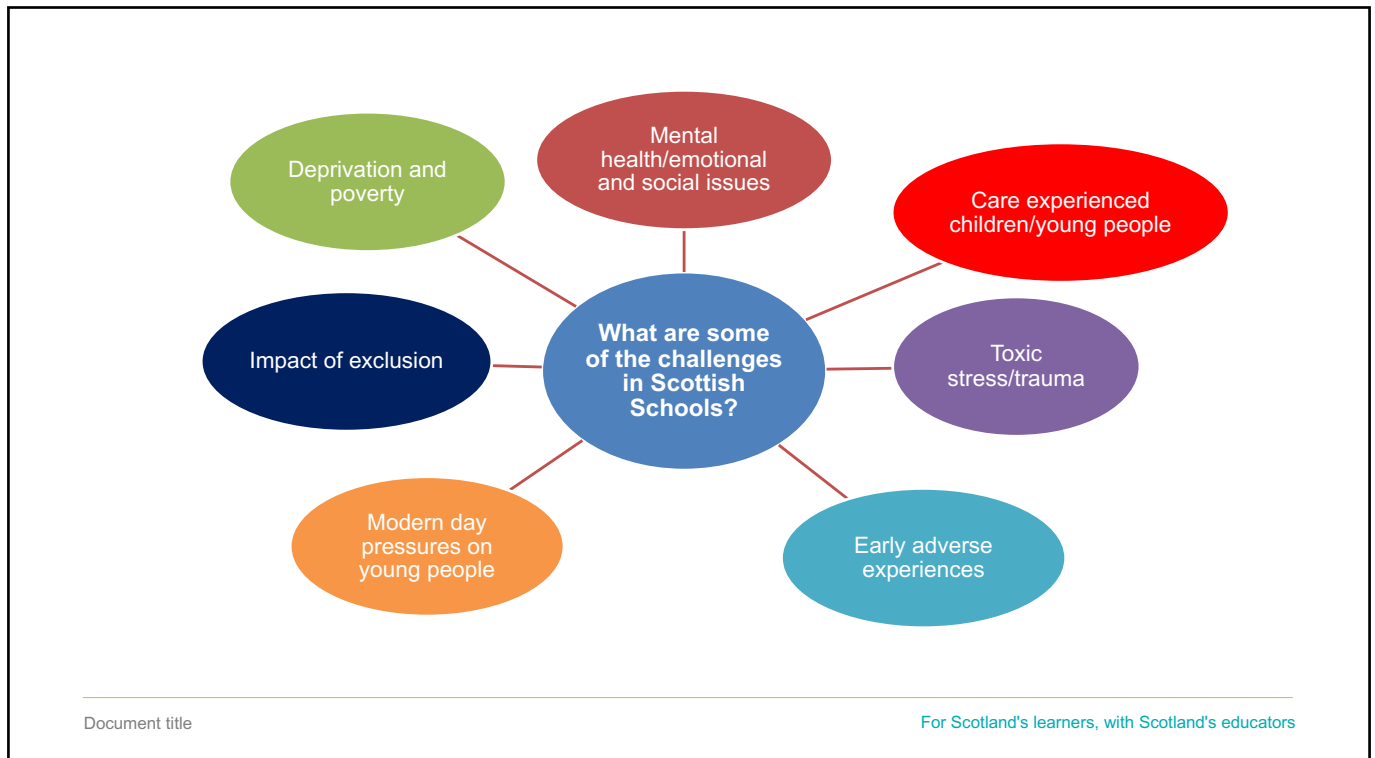 Mental
health/emotional
and social issues
Deprivation and
poverty
Care experienced
children/young people
What are some
of the challenges
in Scottish
Schools?
Impact of exclusion
Toxic
stress/trauma
Modern day
pressures on
young people
Early adverse
experiences
Document title
For Scotland's learners, with Scotland's educators